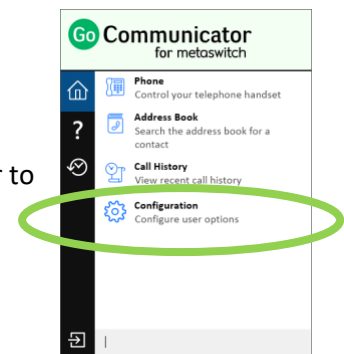 Go Communicator
for metaswitch
Phone
Control your telephone handset
Address Book
Search the address book for a
contact
?
Call History
View recent call history
r to
Configuration
Configure user options